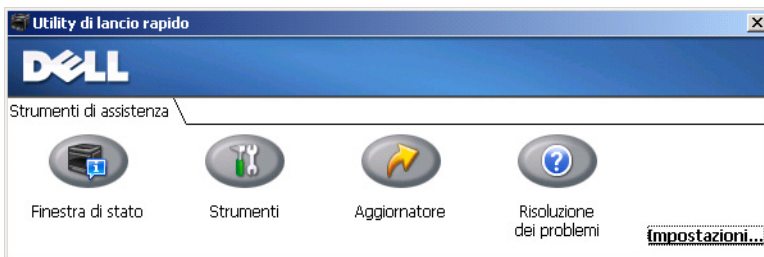 Utility di lancio rapido
DELL
Strumenti di assistenza
Finestra di stato
Strumenti
Aggiornatore
Risoluzione
dei problemi
Impostazioni...